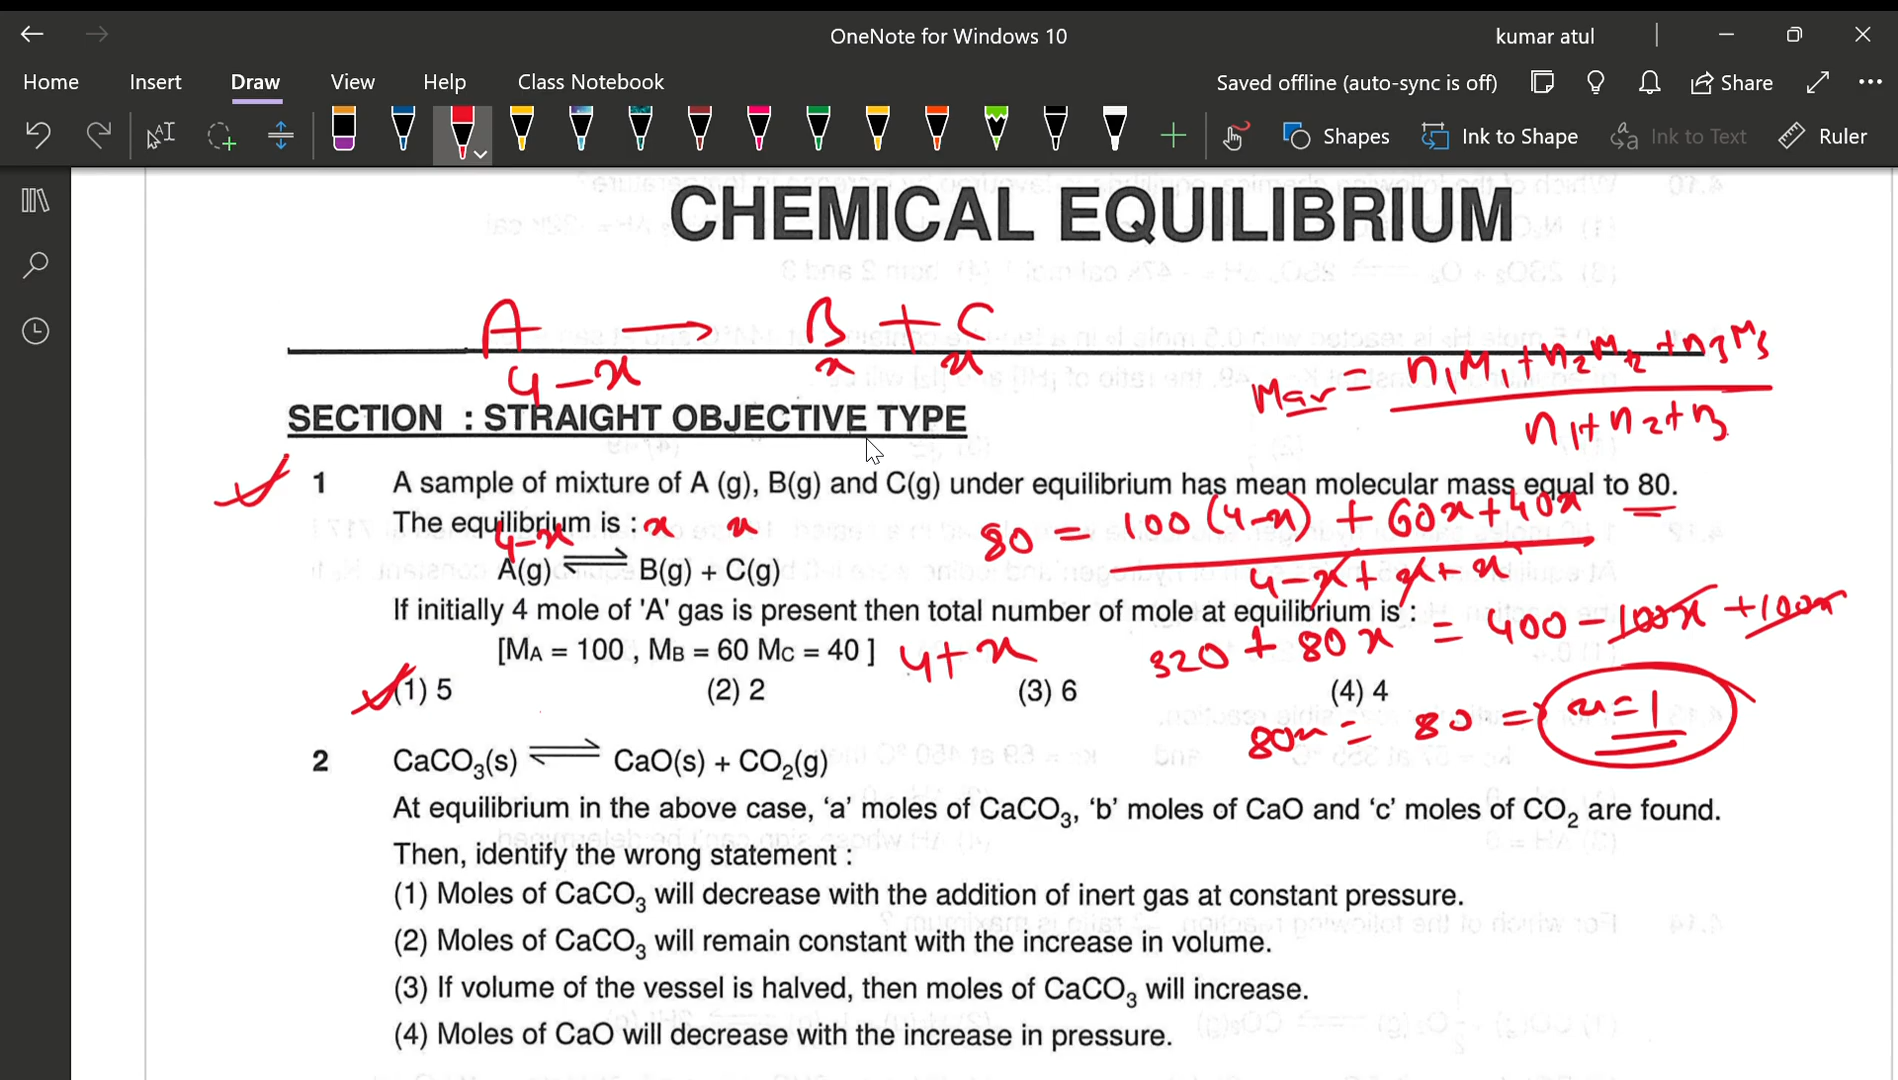 OneNote for Windows 10
kumar atul
Home Insert Draw View Help Class Notebook
Saved offline (auto-sync is off) Share
Shapes Ink to Shape Ink to Text Ruler
CHEMICAL EQUILIBRIUM
A → B + C
4-x x x
Mav = n1M1 + n2M2 + n3M3
n1 + n2 + n3
SECTION : STRAIGHT OBJECTIVE TYPE
1 A sample of mixture of A (g), B(g) and C(g) under equilibrium has mean molecular mass equal to 80.
The equilibrium is :
4-x x x
A(g) ⇌ B(g) + C(g)
80 = 100(4-x) + 60x + 40x
4-x+x+x
If initially 4 mole of 'A' gas is present then total number of mole at equilibrium is :
320 + 80x = 400 - 100x + 100x
[MA = 100 , MB = 60 MC = 40 ]
4+x
(1) 5 (2) 2 (3) 6 (4) 4
80x = 80 = x = 1
2 CaCO₃(s) ⇌ CaO(s) + CO₂(g)
At equilibrium in the above case, ‘a’ moles of CaCO₃, ‘b’ moles of CaO and ‘c’ moles of CO₂ are found.
Then, identify the wrong statement :
(1) Moles of CaCO₃ will decrease with the addition of inert gas at constant pressure.
(2) Moles of CaCO₃ will remain constant with the increase in volume.
(3) If volume of the vessel is halved, then moles of CaCO₃ will increase.
(4) Moles of CaO will decrease with the increase in pressure.